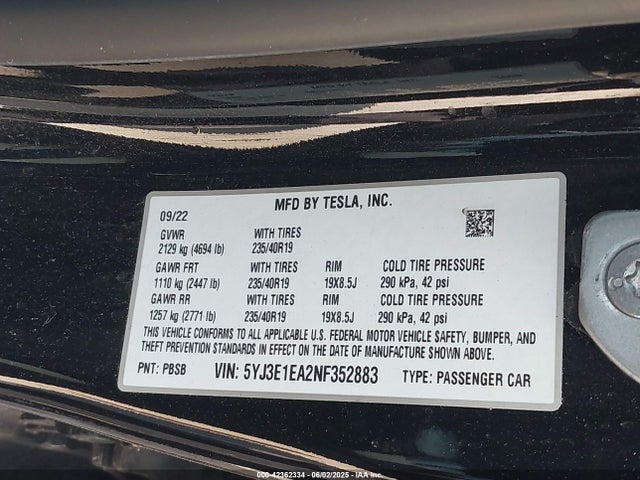 MFD BY TESLA, INC.
09/22
GVWR WITH TIRES
2129 kg (4694 lb) 235/40R19
GAWR FRT WITH TIRES RIM COLD TIRE PRESSURE
1110 kg (2447 lb) 235/40R19 19X8.5J 290 kPa, 42 psi
GAWR RR WITH TIRES RIM COLD TIRE PRESSURE
1257 kg (2771 lb) 235/40R19 19X8.5J 290 kPa, 42 psi
THIS VEHICLE CONFORMS TO ALL APPLICABLE U.S. FEDERAL MOTOR VEHICLE SAFETY, BUMPER, AND
THEFT PREVENTION STANDARDS IN EFFECT ON THE DATE OF MANUFACTURE SHOWN ABOVE.
PNT: PBSB VIN: 5YJ3E1EA2NF352883 TYPE: PASSENGER CAR
00-42362334 - 06/02/2025 - IAA Inc.